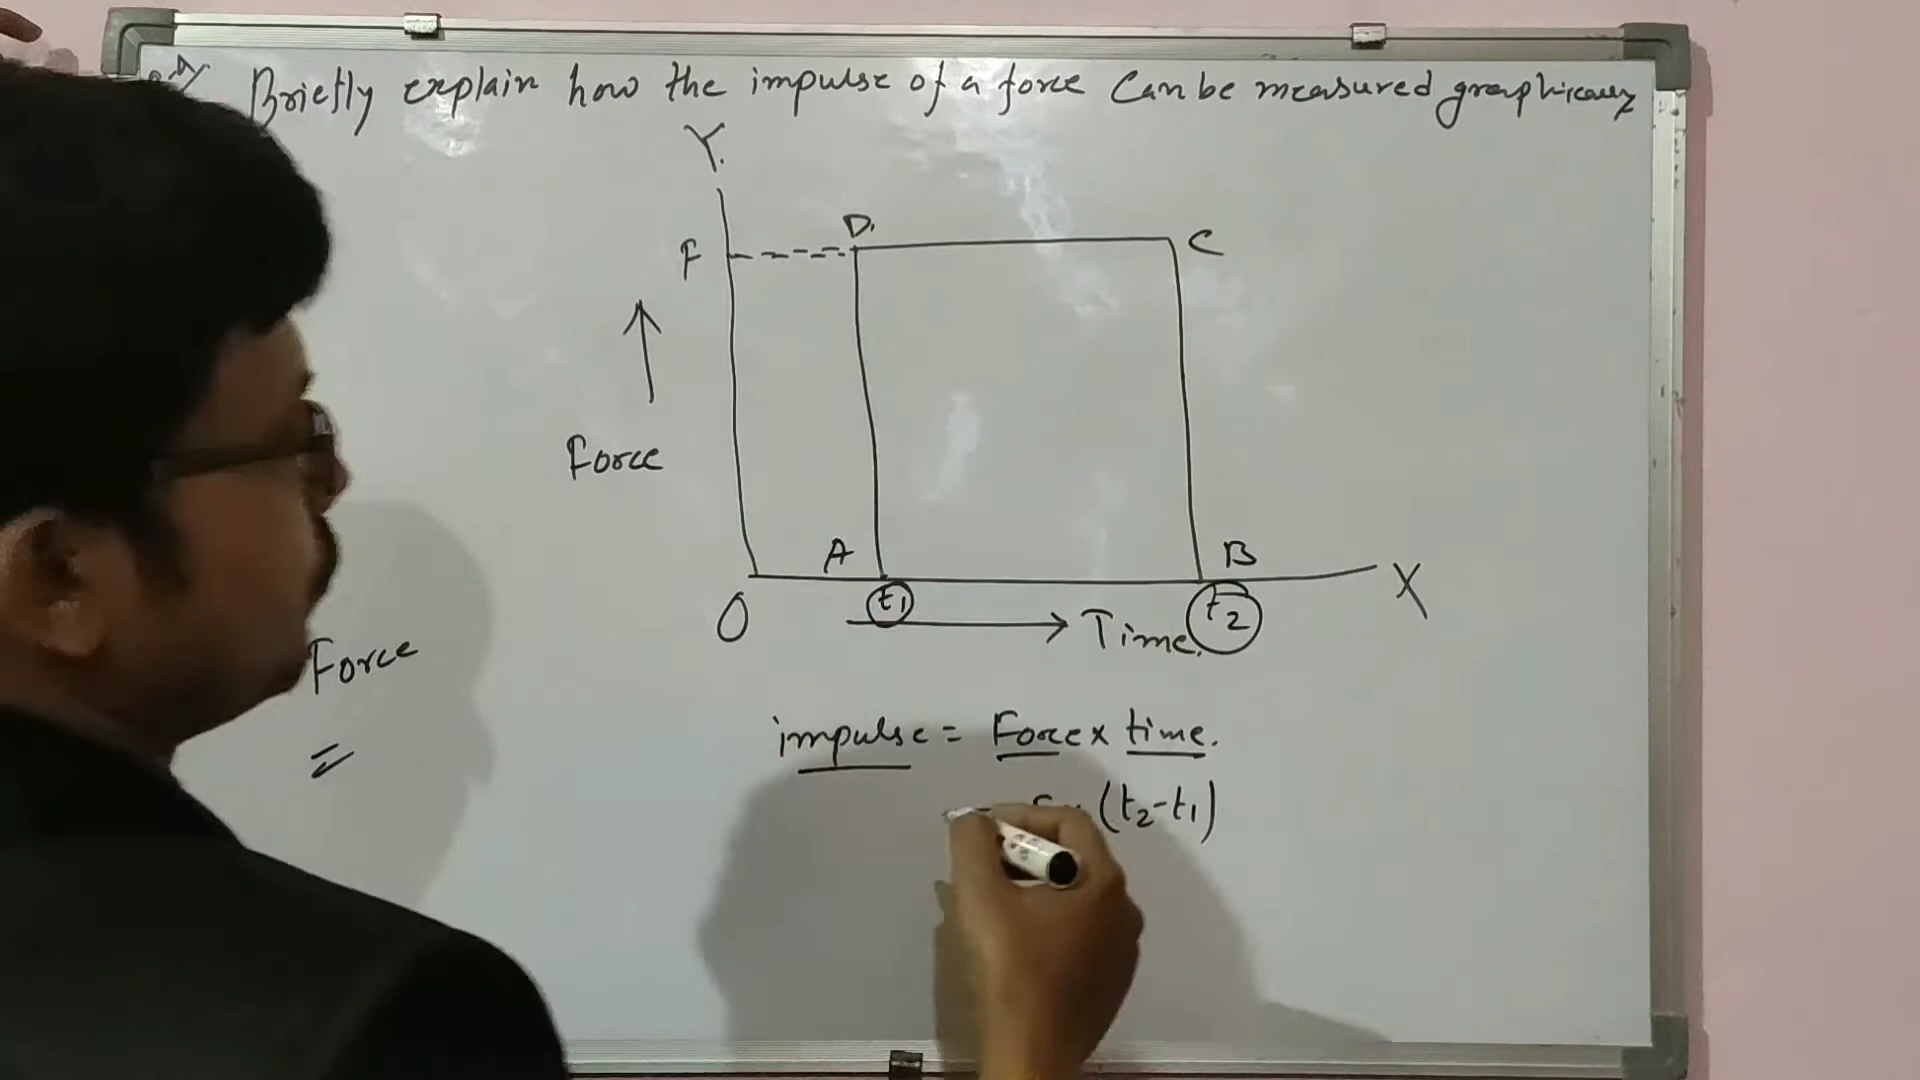 Briefly explain how the impulse of a force can be measured graphically
Y.
D.
F
C
Force
A
B
O
t1
t2
X
Time.
Force
=
impulse = Force x time.
(t2-t1)